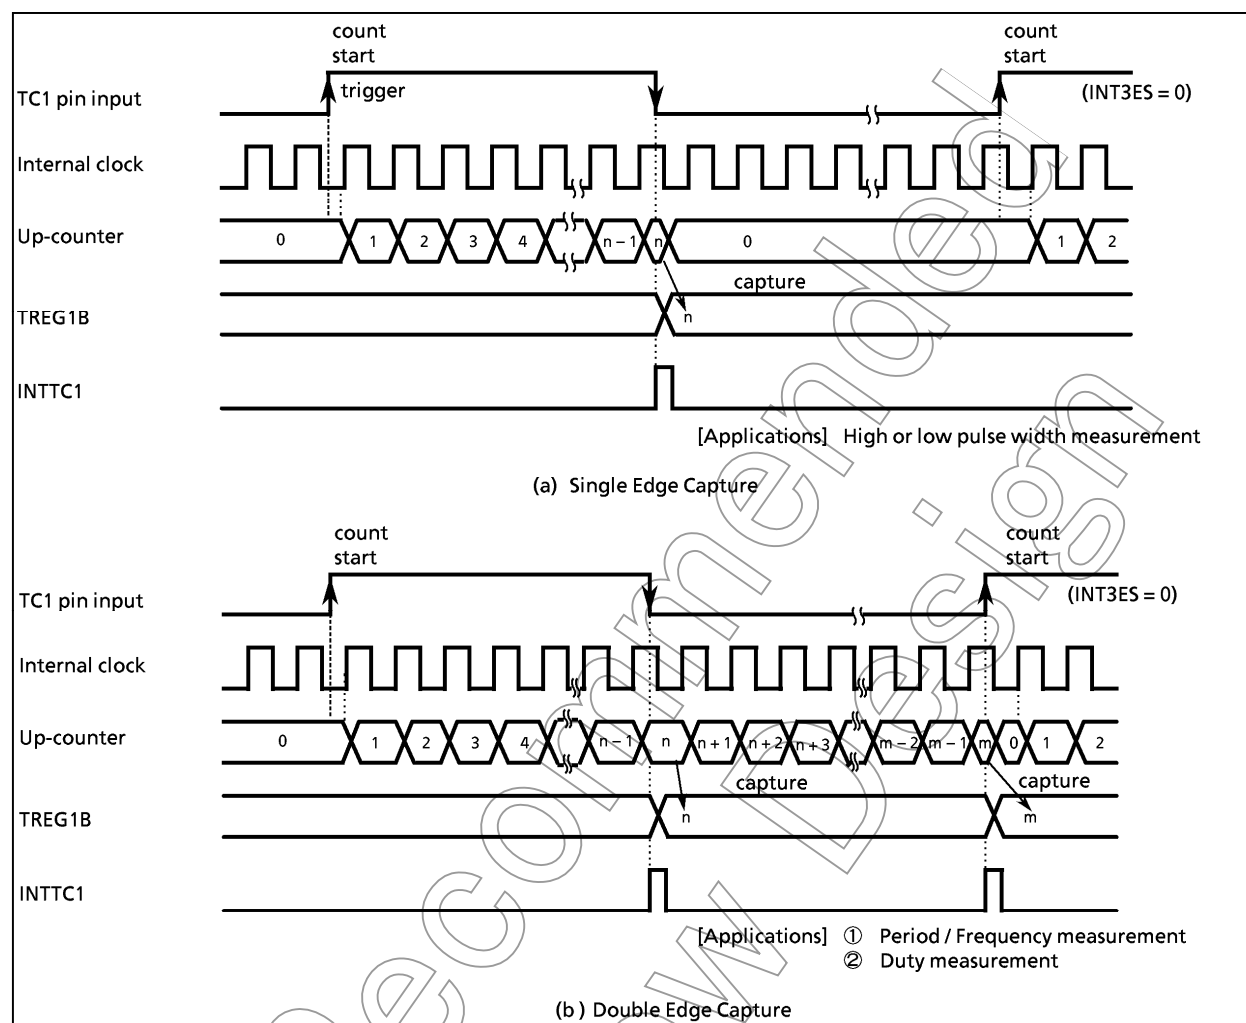 count
start
count
start
TC1 pin input
trigger
(INT3ES = 0)
Internal clock
Up-counter
0 1 2 3 4 n – 1 n 0 1 2
capture
TREG1B
n
INTTC1
[Applications] High or low pulse width measurement
(a) Single Edge Capture
count
start
count
start
TC1 pin input
(INT3ES = 0)
Internal clock
Up-counter
0 1 2 3 4 n – 1 n n + 1 n + 2 n + 3 m – 2 m – 1 m 0 1 2
capture
capture
TREG1B
n
m
INTTC1
[Applications] ① Period / Frequency measurement
② Duty measurement
(b) Double Edge Capture
ecommended
w Design